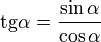 tgα = sin α / cos α